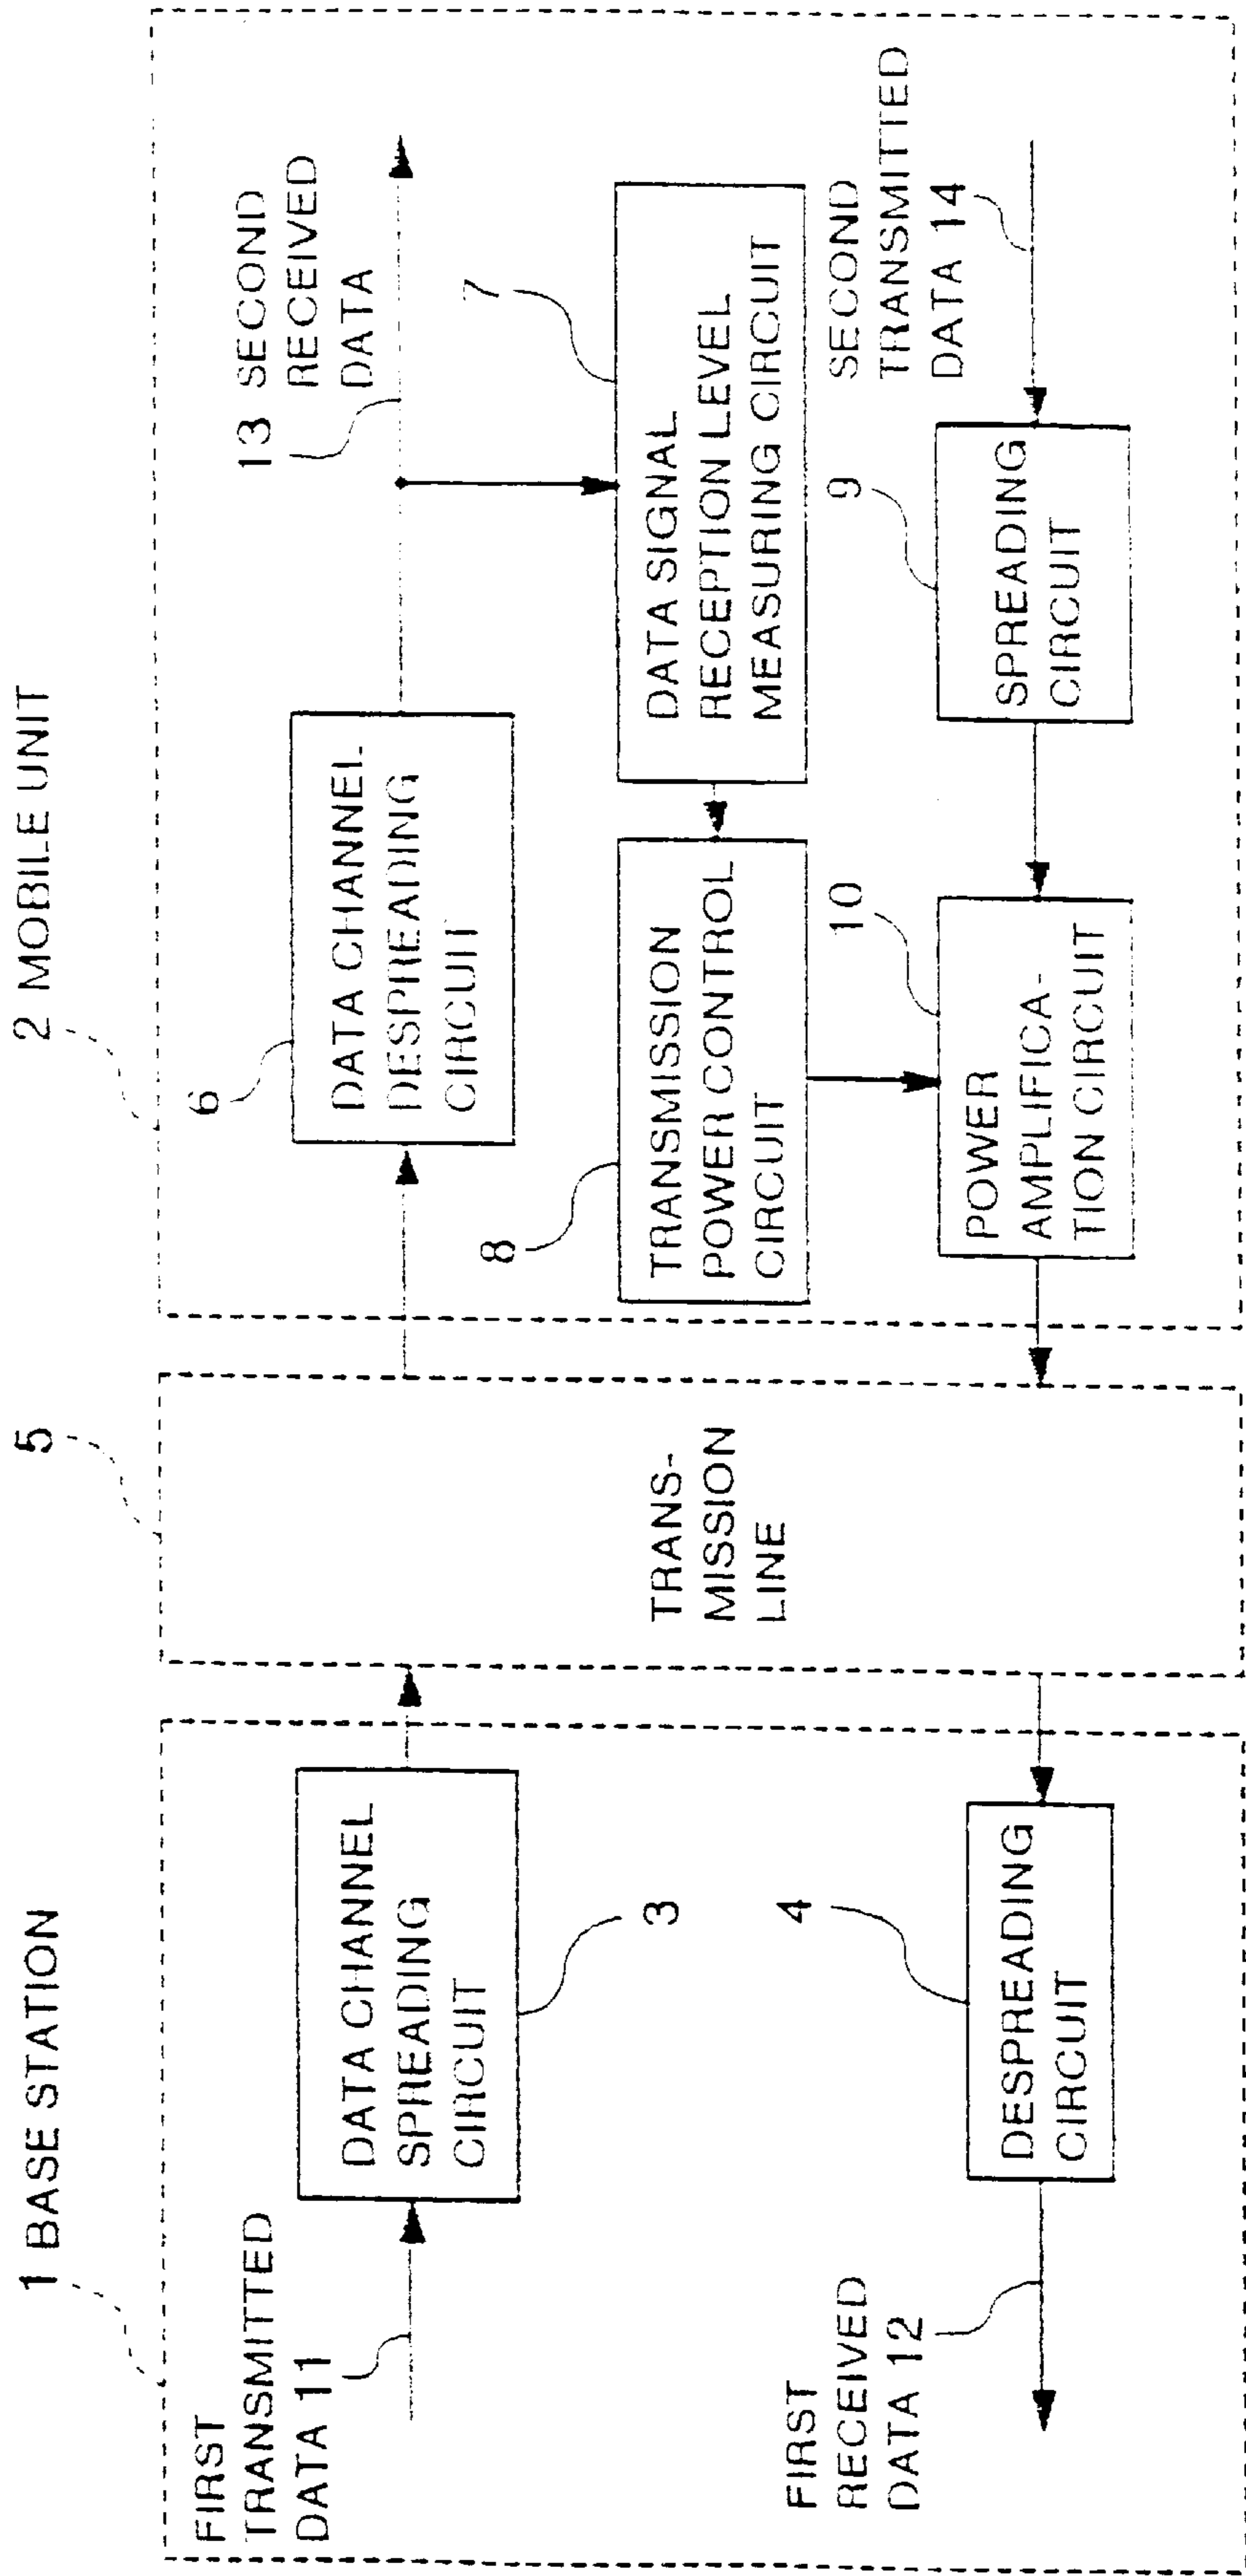 1 BASE STATION
FIRST
TRANSMITTED
DATA 11
DATA CHANNEL
SPREADING
CIRCUIT
3
4
DESPREADING
CIRCUIT
FIRST
RECEIVED
DATA 12
5
TRANS-
MISSION
LINE
2 MOBILE UNIT
6
DATA CHANNEL
DESPREADING
CIRCUIT
13 SECOND
RECEIVED
DATA
7
DATA SIGNAL
RECEPTION LEVEL
MEASURING CIRCUIT
8
TRANSMISSION
POWER CONTROL
CIRCUIT
10
POWER
AMPLIFICA-
TION CIRCUIT
9
SPREADING
CIRCUIT
SECOND
TRANSMITTED
DATA 14